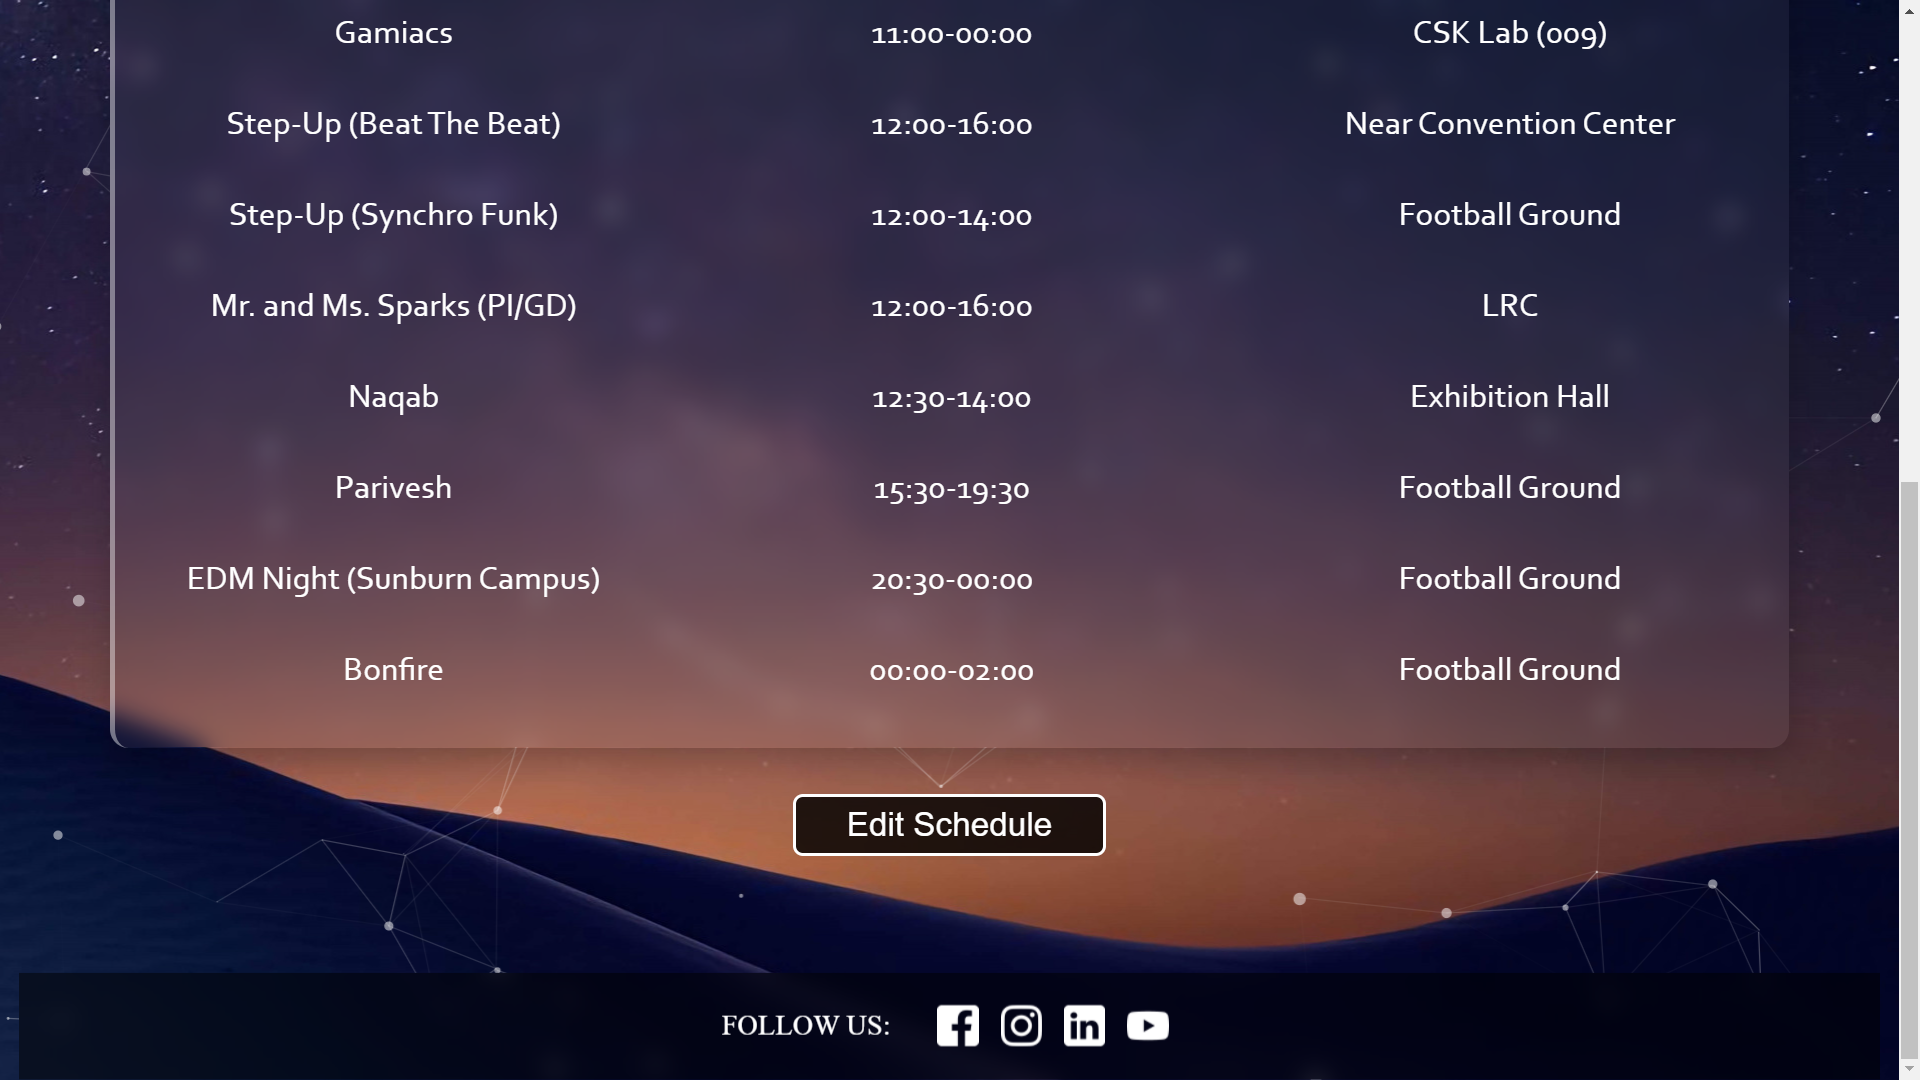 Gamiacs 11:00-00:00 CSK Lab (009)
Step-Up (Beat The Beat) 12:00-16:00 Near Convention Center
Step-Up (Synchro Funk) 12:00-14:00 Football Ground
Mr. and Ms. Sparks (PI/GD) 12:00-16:00 LRC
Naqab 12:30-14:00 Exhibition Hall
Parivesh 15:30-19:30 Football Ground
EDM Night (Sunburn Campus) 20:30-00:00 Football Ground
Bonfire 00:00-02:00 Football Ground
Edit Schedule
FOLLOW US: